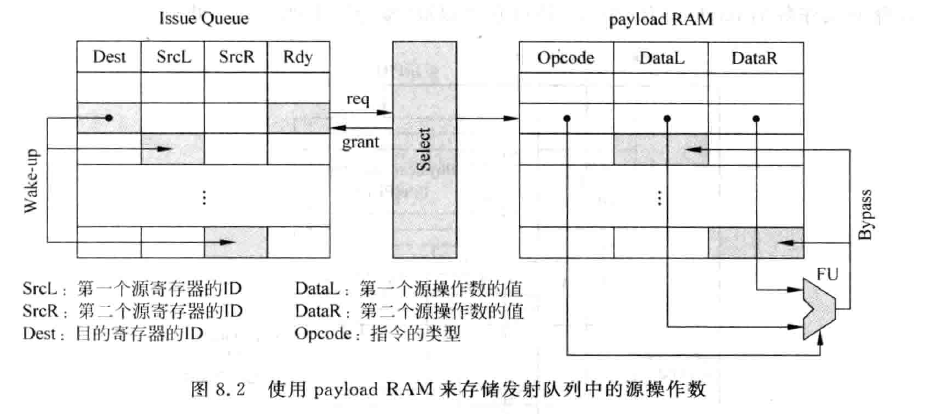 Issue Queue
payload RAM
Dest SrcL SrcR Rdy
Opcode DataL DataR
req
grant
Select
Wake-up
⋮
⋮
Bypass
FU
SrcL：第一个源寄存器的ID
DataL：第一个源操作数的值
SrcR：第二个源寄存器的ID
DataR：第二个源操作数的值
Dest：目的寄存器的ID
Opcode：指令的类型
图 8.2 使用 payload RAM 来存储发射队列中的源操作数